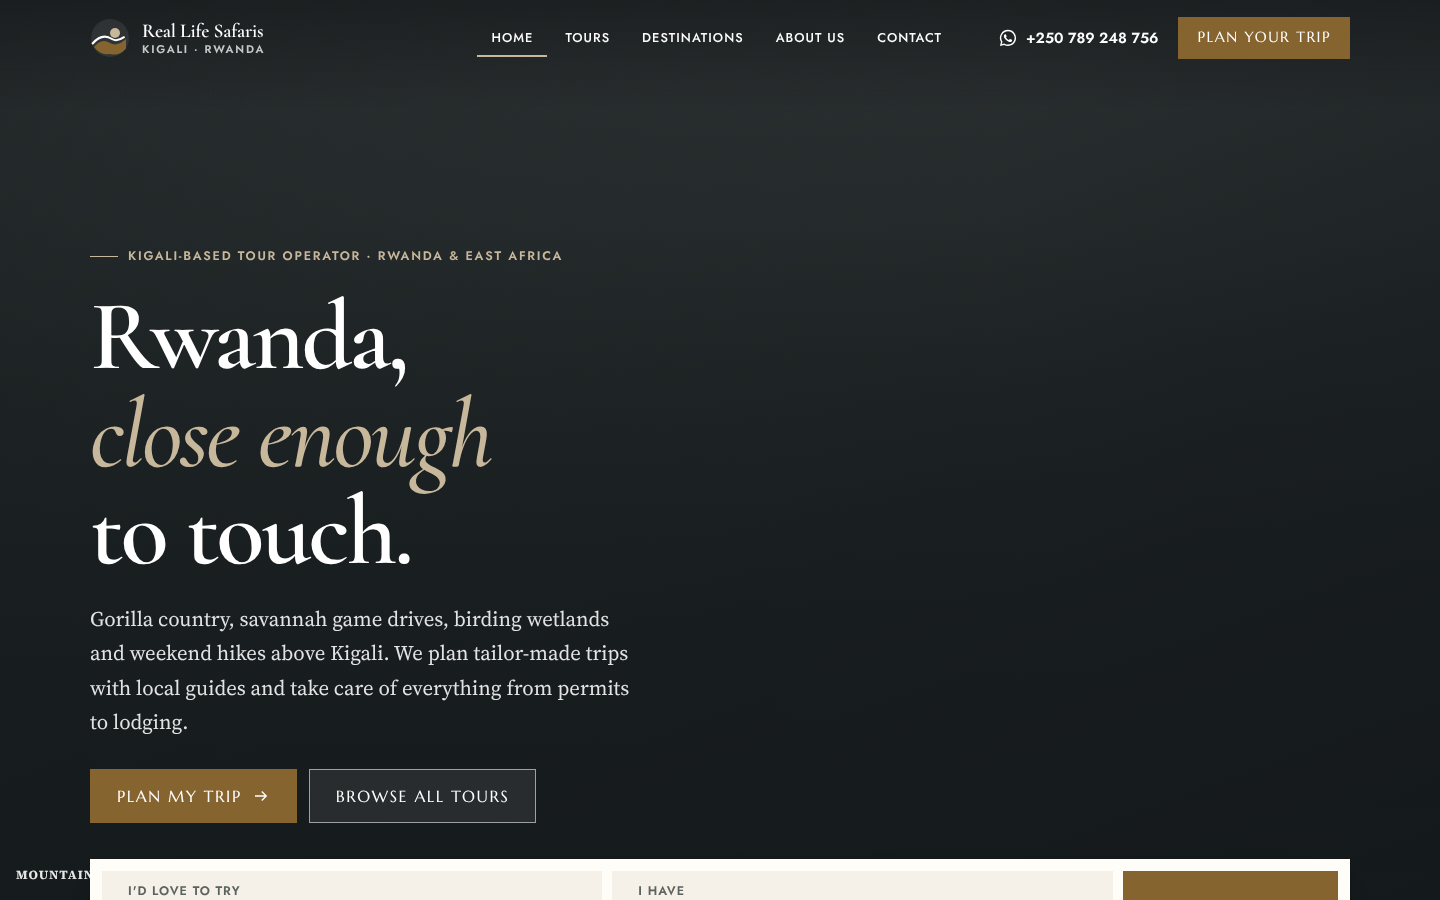 Real Life Safaris
KIGALI · RWANDA
HOME
TOURS
DESTINATIONS
ABOUT US
CONTACT
+250 789 248 756
PLAN YOUR TRIP
KIGALI-BASED TOUR OPERATOR · RWANDA & EAST AFRICA
Rwanda,
close enough
to touch.
Gorilla country, savannah game drives, birding wetlands
and weekend hikes above Kigali. We plan tailor-made trips
with local guides and take care of everything from permits
to lodging.
PLAN MY TRIP →
BROWSE ALL TOURS
MOUNTAIN
I'D LOVE TO TRY
I HAVE